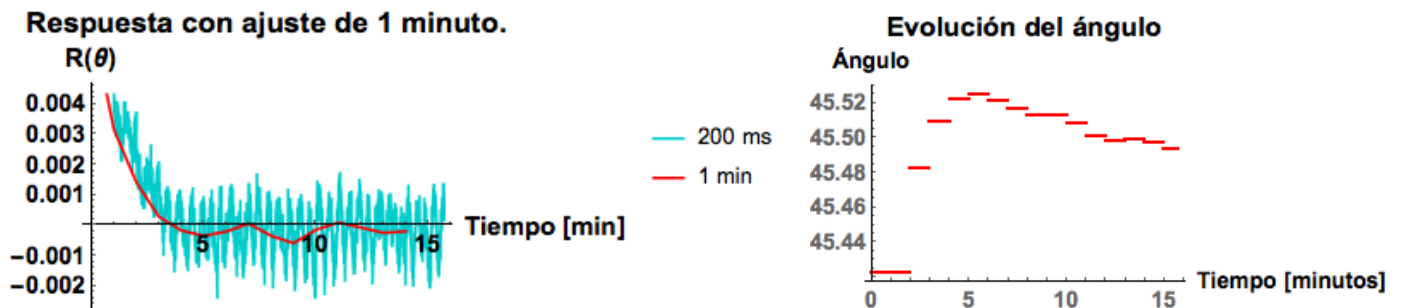 Respuesta con ajuste de 1 minuto.
R(θ)
0.004
0.003
0.002
0.001
-0.001
-0.002
5
10
15
Tiempo [min]
200 ms
1 min
Evolución del ángulo
Ángulo
45.52
45.50
45.48
45.46
45.44
0
5
10
15
Tiempo [minutos]